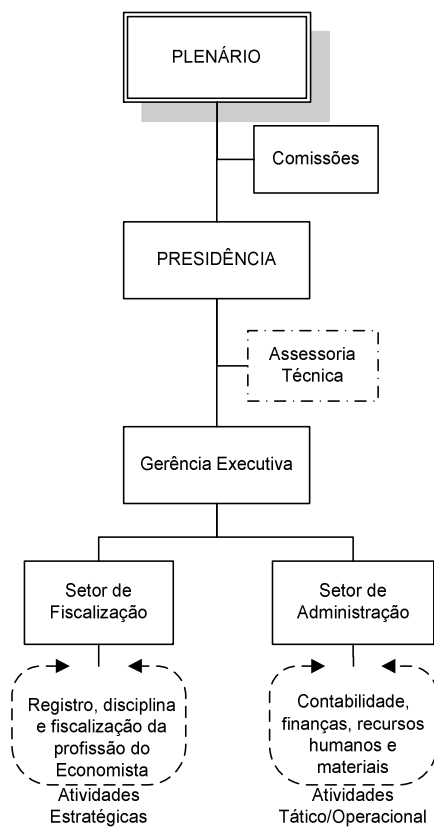 PLENÁRIO
Comissões
PRESIDÊNCIA
Assessoria
Técnica
Gerência Executiva
Setor de
Fiscalização
Setor de
Administração
Registro, disciplina
e fiscalização da
profissão do
Economista
Contabilidade,
finanças, recursos
humanos e
materiais
Atividades
Estratégicas
Atividades
Tático/Operacional